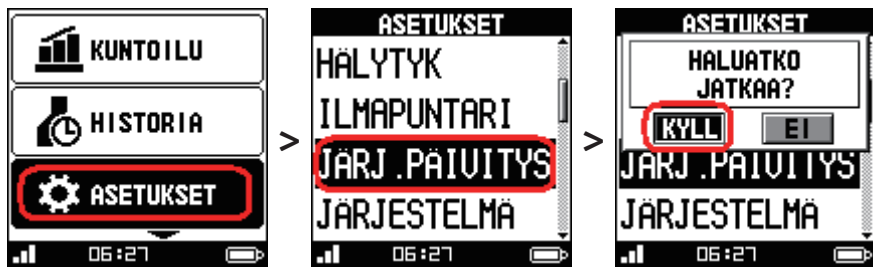 KUNTOILU
HISTORIA
ASETUKSET
06:27
>
ASETUKSET
HÄLYTYK
ILMAPUNTARI
JÄRJ.PÄIVITYS
JÄRJESTELMÄ
06:27
>
ASETUKSET
HALUATKO
JATKAA?
KYLL
EI
JÄRJ.PÄIVITYS
JÄRJESTELMÄ
06:27